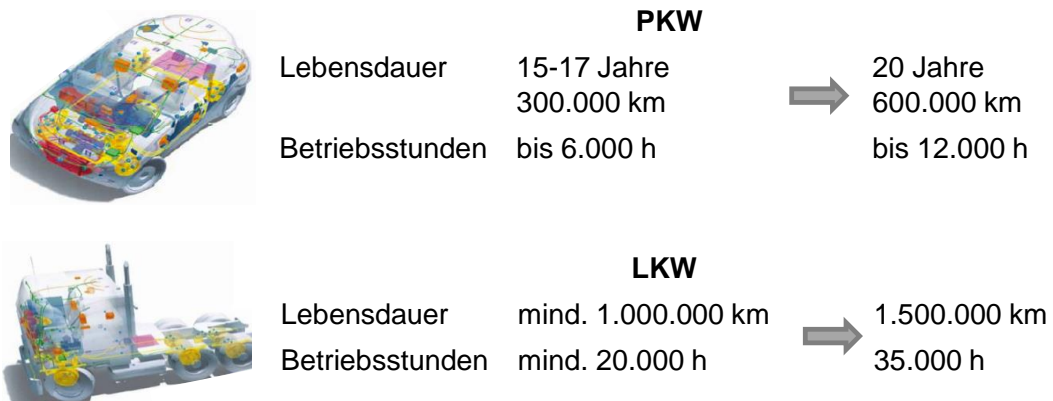 PKW
Lebensdauer 15-17 Jahre 20 Jahre
300.000 km 600.000 km
Betriebsstunden bis 6.000 h bis 12.000 h
LKW
Lebensdauer mind. 1.000.000 km 1.500.000 km
Betriebsstunden mind. 20.000 h 35.000 h